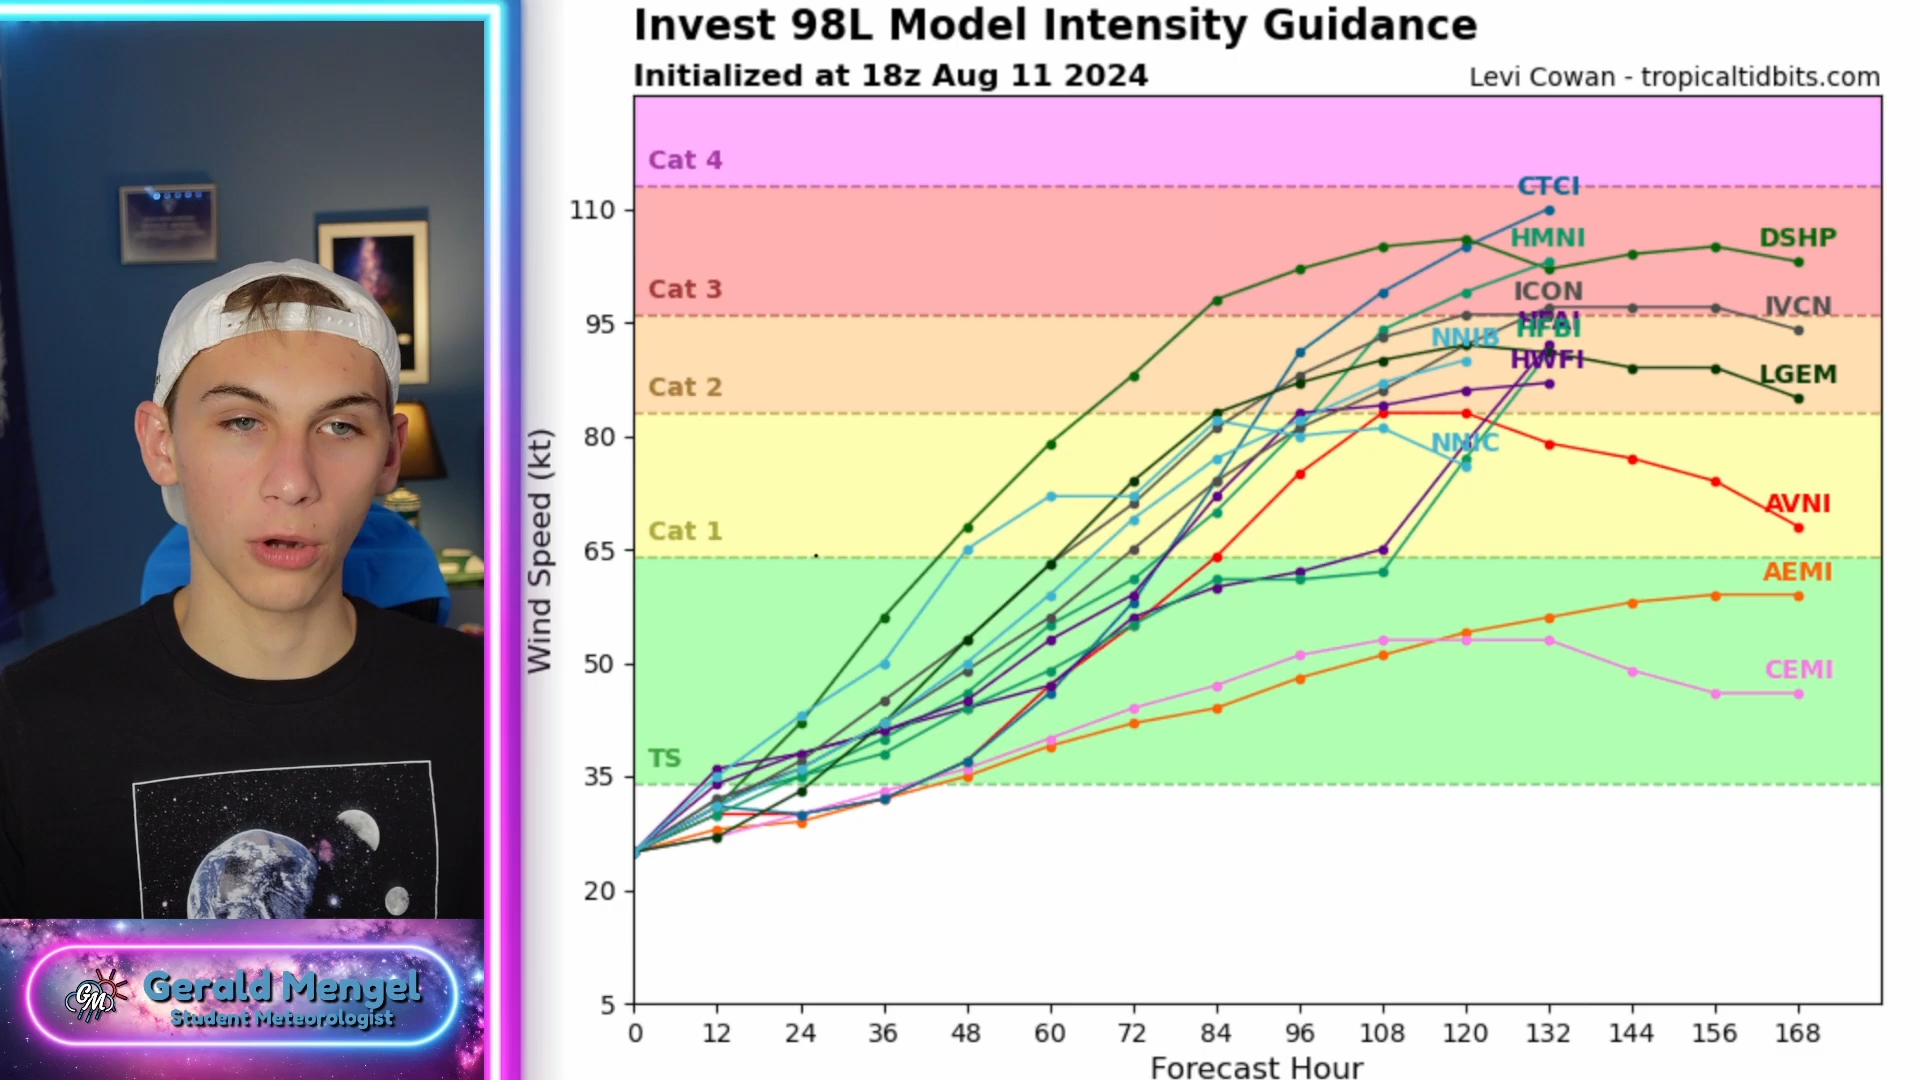 Invest 98L Model Intensity Guidance
Initialized at 18z Aug 11 2024
Levi Cowan - tropicaltidbits.com
Cat 4
Cat 3
Cat 2
Cat 1
TS
CTCI
HMNI
DSHP
ICON
IVCN
HFAI
HFBI
NNIB
HWFI
LGEM
NNIC
AVNI
AEMI
CEMI
Wind Speed (kt)
110
95
80
65
50
35
20
5
0 12 24 36 48 60 72 84 96 108 120 132 144 156 168
Forecast Hour
GM
Gerald Mengel
Student Meteorologist